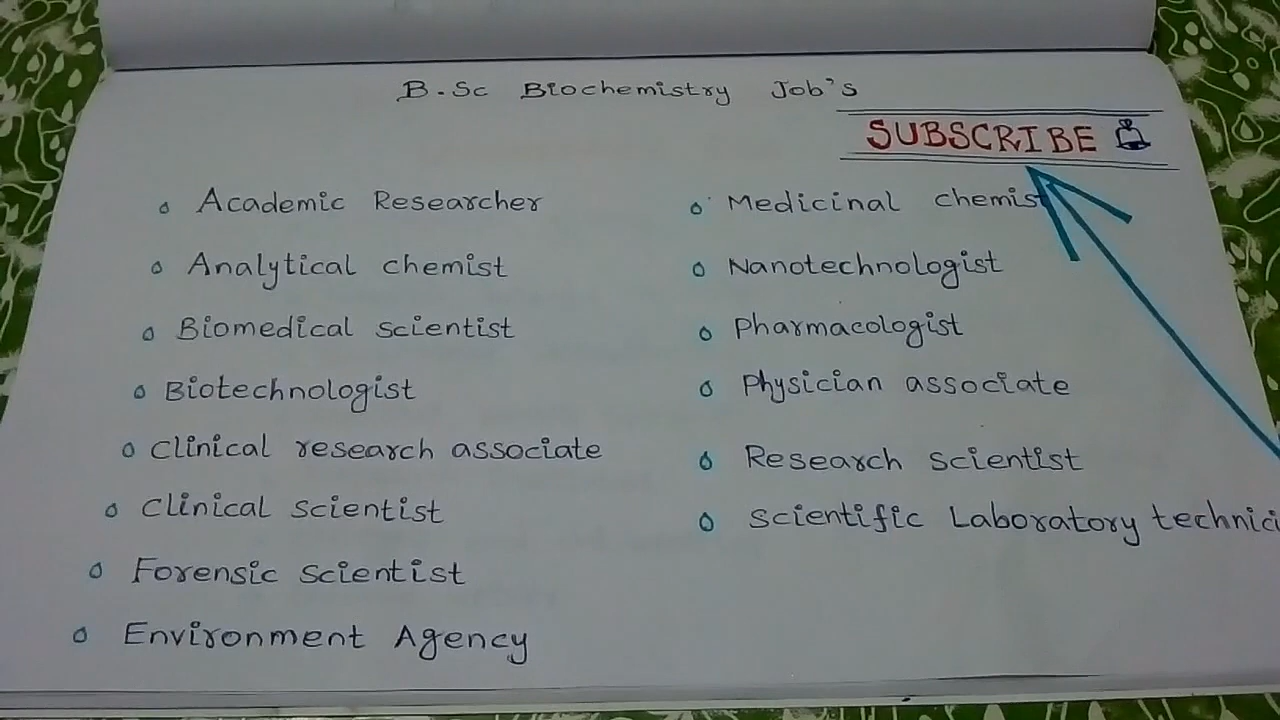 B.Sc Biochemistry Job's
SUBSCRIBE
Academic Researcher
Analytical chemist
Biomedical scientist
Biotechnologist
Clinical research associate
Clinical scientist
Forensic scientist
Environment Agency
Medicinal chemist
Nanotechnologist
Pharmacologist
Physician associate
Research scientist
Scientific Laboratory technici